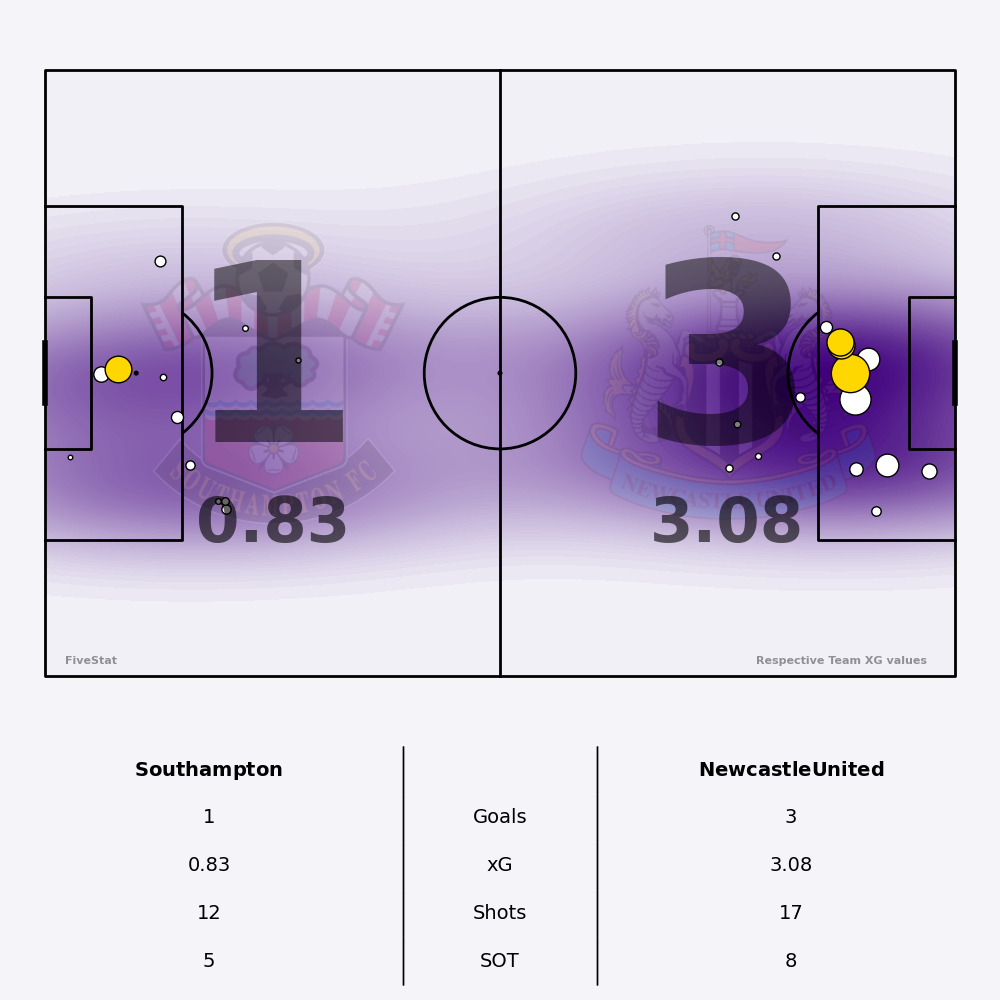 1 3
SOUTHAMPTON FC
NEWCASTLE UNITED
0.83 3.08
FiveStat Respective Team XG values
Southampton NewcastleUnited
1 Goals 3
0.83 xG 3.08
12 Shots 17
5 SOT 8